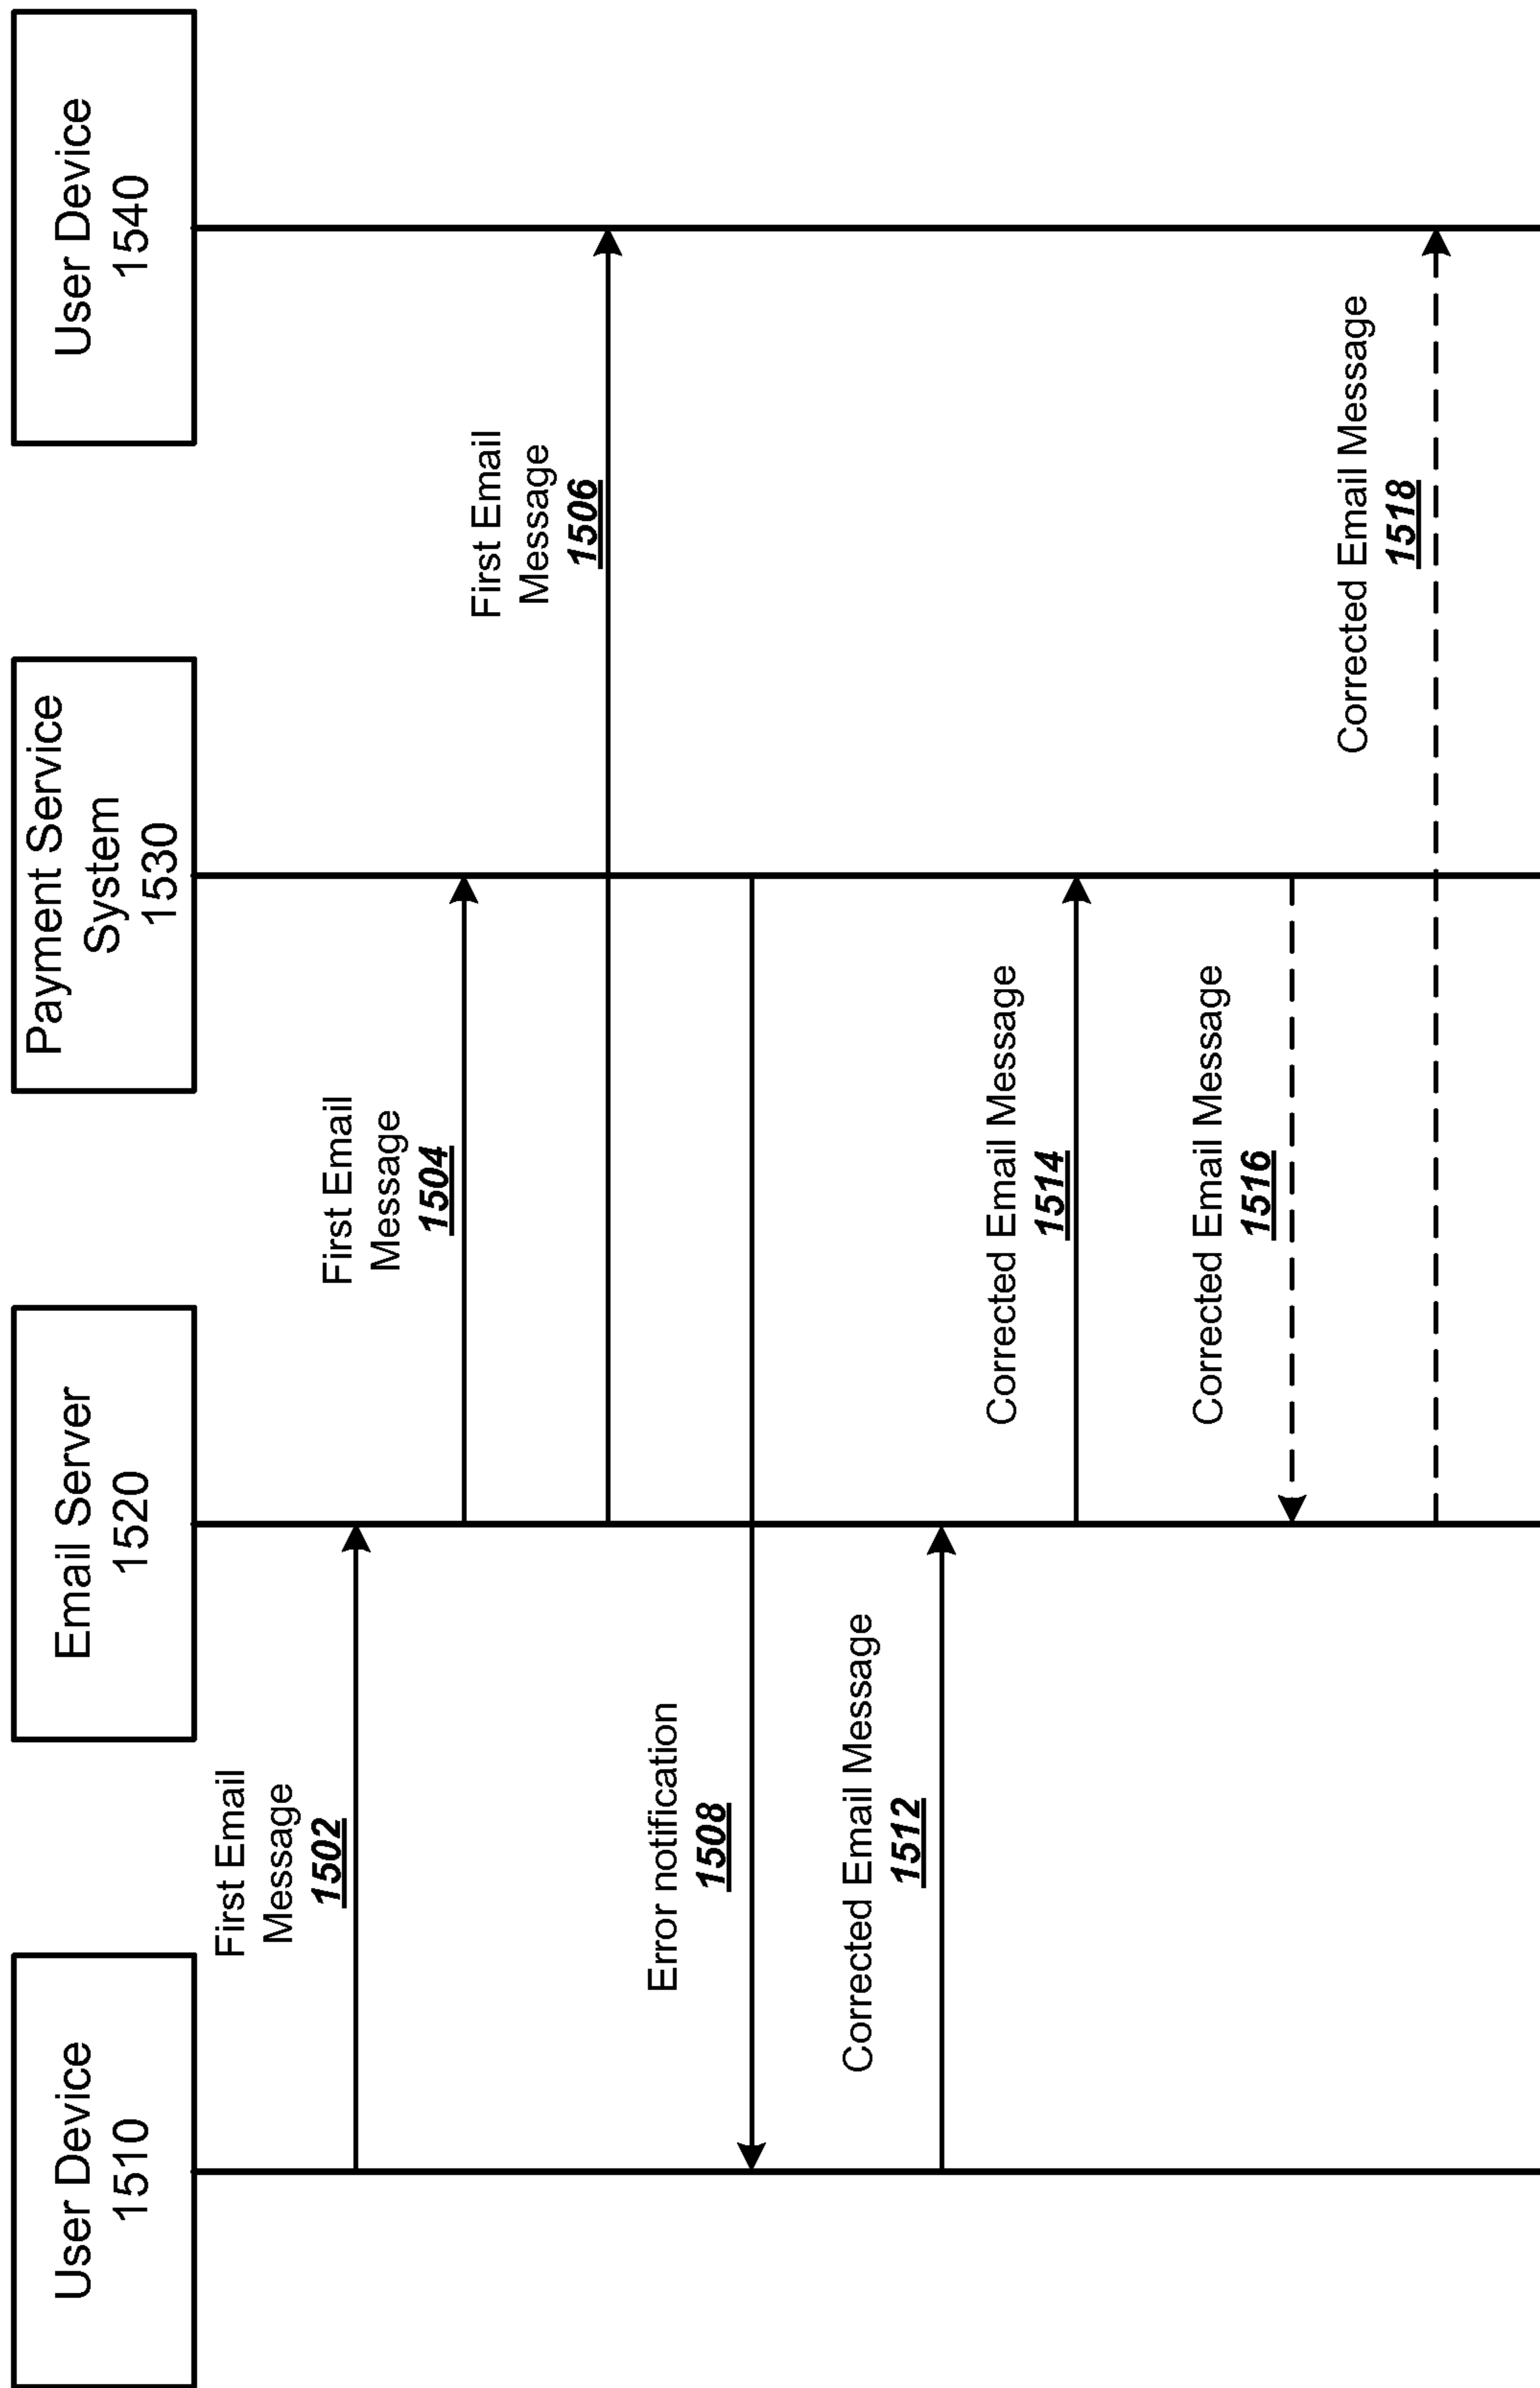 User Device
1510
Email Server
1520
Payment Service
System
1530
User Device
1540
First Email
Message
1502
First Email
Message
1504
First Email
Message
1506
Error notification
1508
Corrected Email Message
1512
Corrected Email Message
1514
Corrected Email Message
1516
Corrected Email Message
1518